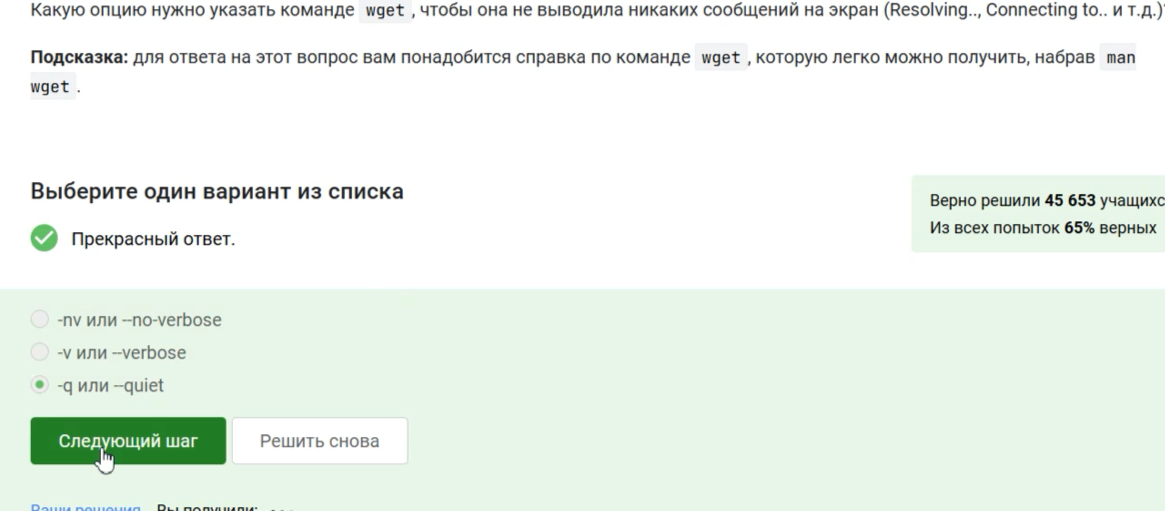 Какую опцию нужно указать команде wget, чтобы она не выводила никаких сообщений на экран (Resolving.., Connecting to.. и т.д.)?
Подсказка: для ответа на этот вопрос вам понадобится справка по команде wget, которую легко можно получить, набрав man
wget.
Выберите один вариант из списка
Прекрасный ответ.
Верно решили 45 653 учащихс
Из всех попыток 65% верных
-nv или --no-verbose
-v или --verbose
-q или --quiet
Следующий шаг
Решить снова
Ваши решения Вы получили: